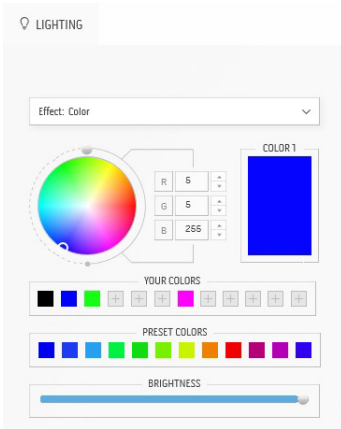 LIGHTING
Effect: Color
COLOR 1
R 5
G 5
B 255
YOUR COLORS
PRESET COLORS
BRIGHTNESS